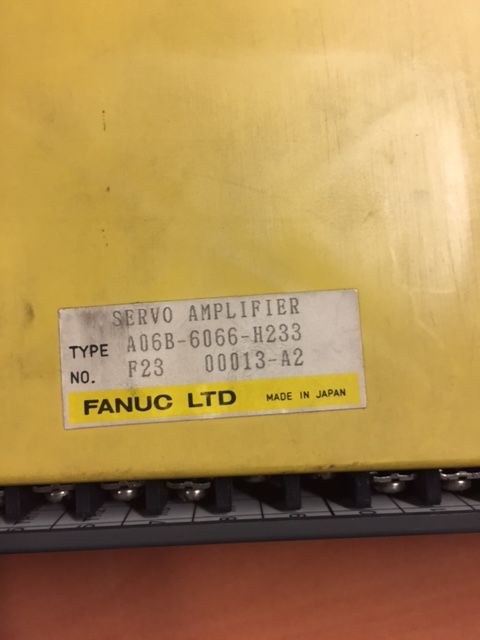 SERVO AMPLIFIER
TYPE A06B-6066-H233
NO. F23 00013-A2
FANUC LTD MADE IN JAPAN